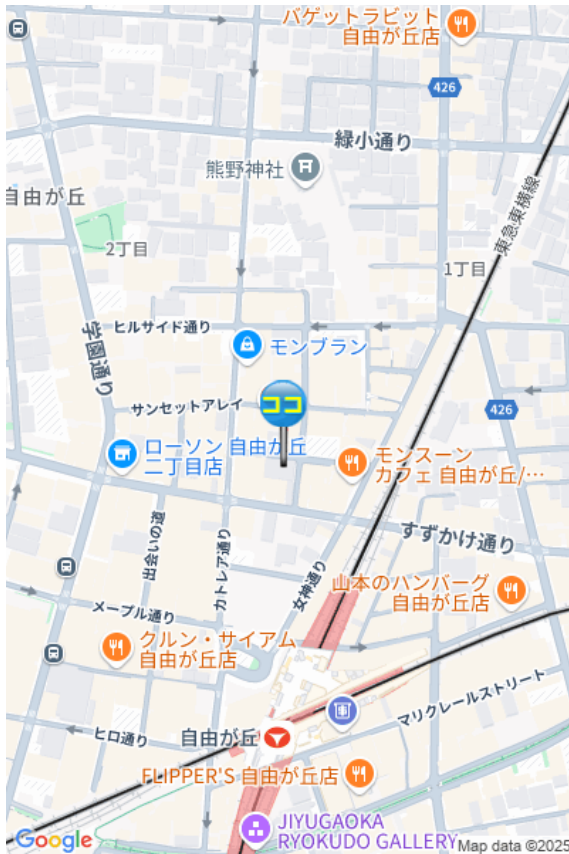 バゲットラビット
自由が丘店
426
緑小通り
熊野神社
東急東横線
自由が丘
2丁目
1丁目
学園通り
ヒルサイド通り
モンブラン
ココ
サンセットアレイ
426
ローソン 自由が丘
二丁目店
モンスーン
カフェ 自由が丘/…
すずかけ通り
出会いの道
カトレア通り
女神通り
山本のハンバーグ
自由が丘店
メープル通り
クルン・サイアム
自由が丘店
マリクレールストリート
ヒロ通り
自由が丘
FLIPPER'S 自由が丘店
JIYUGAOKA
RYOKUDO GALLERY
Google
Map data ©2025